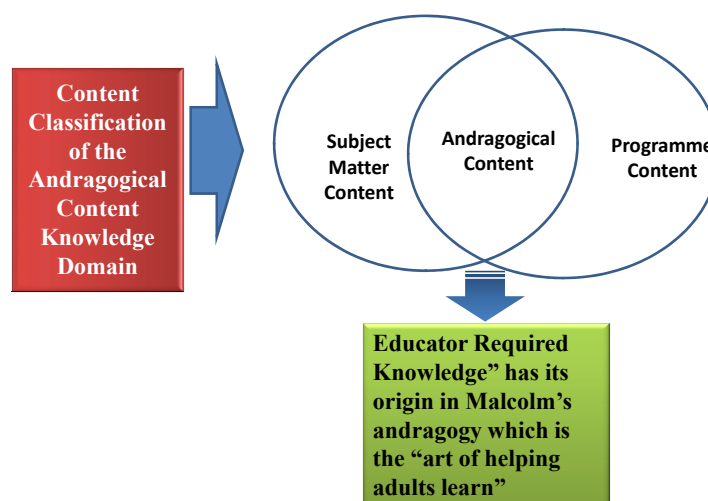 Content
Classification
of the
Andragogical
Content
Knowledge
Domain
Subject
Matter
Content
Andragogical
Content
Programme
Content
Educator Required
Knowledge” has its
origin in Malcolm’s
andragogy which is
the “art of helping
adults learn”